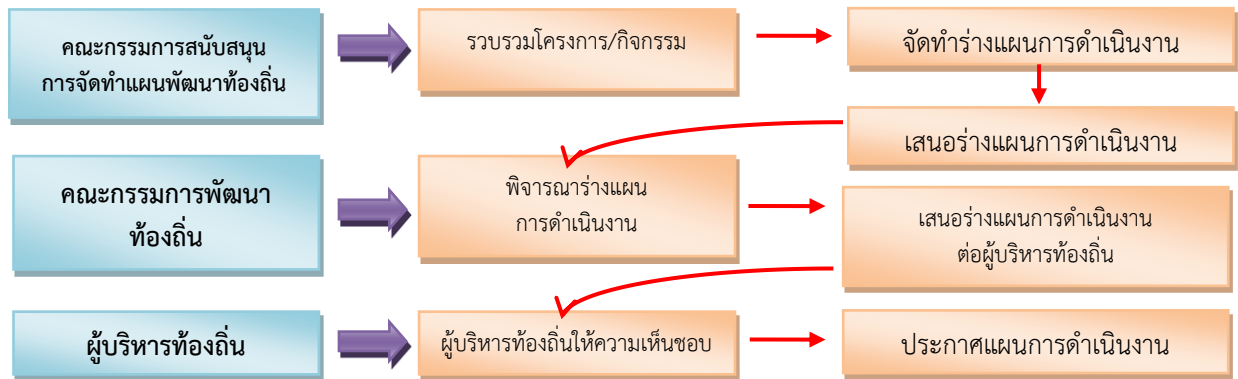 คณะกรรมการสนับสนุน
การจัดทำแผนพัฒนาท้องถิ่น
รวบรวมโครงการ/กิจกรรม
จัดทำร่างแผนการดำเนินงาน
เสนอร่างแผนการดำเนินงาน
คณะกรรมการพัฒนา
ท้องถิ่น
พิจารณาร่างแผน
การดำเนินงาน
เสนอร่างแผนการดำเนินงาน
ต่อผู้บริหารท้องถิ่น
ผู้บริหารท้องถิ่น
ผู้บริหารท้องถิ่นให้ความเห็นชอบ
ประกาศแผนการดำเนินงาน